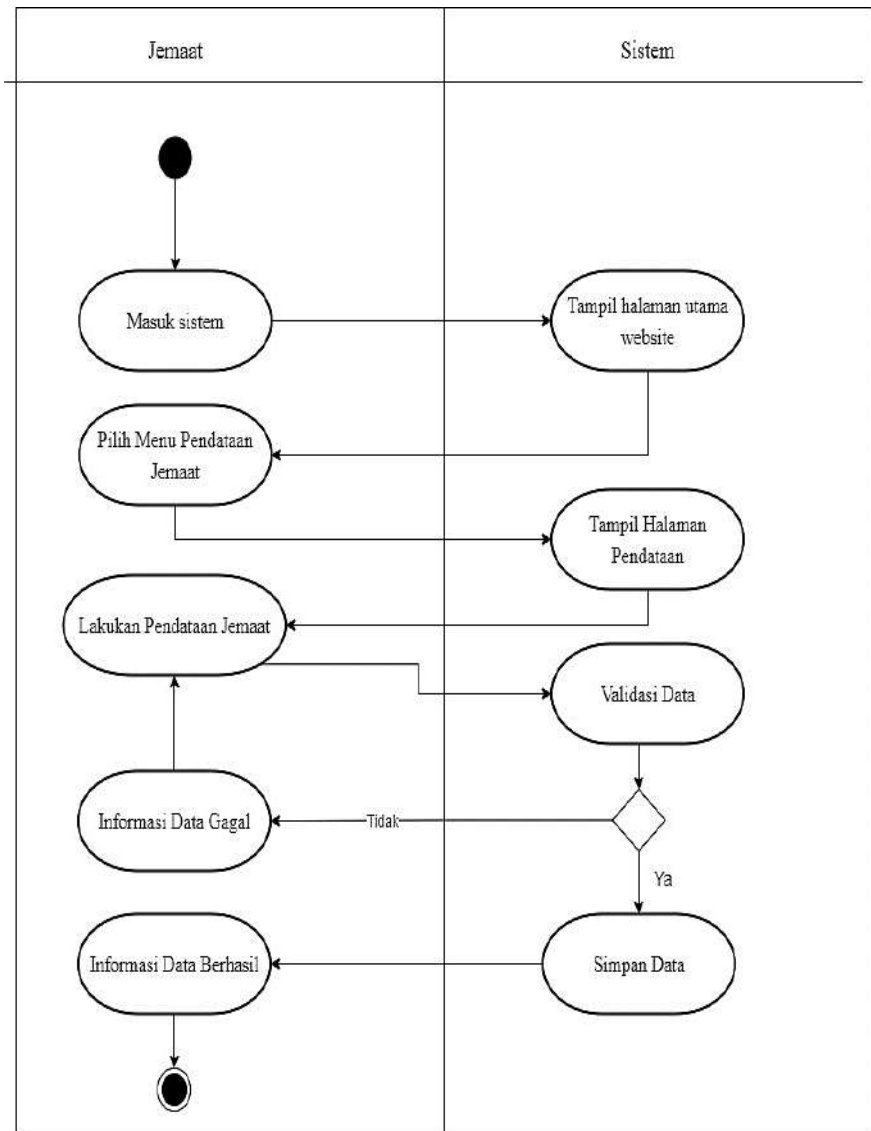 Jemaat
Sistem
Masuk sistem
Tampil halaman utama
website
Pilih Menu Pendataan
Jemaat
Tampil Halaman
Pendataan
Lakukan Pendataan Jemaat
Validasi Data
Informasi Data Gagal
Tidak
Ya
Informasi Data Berhasil
Simpan Data